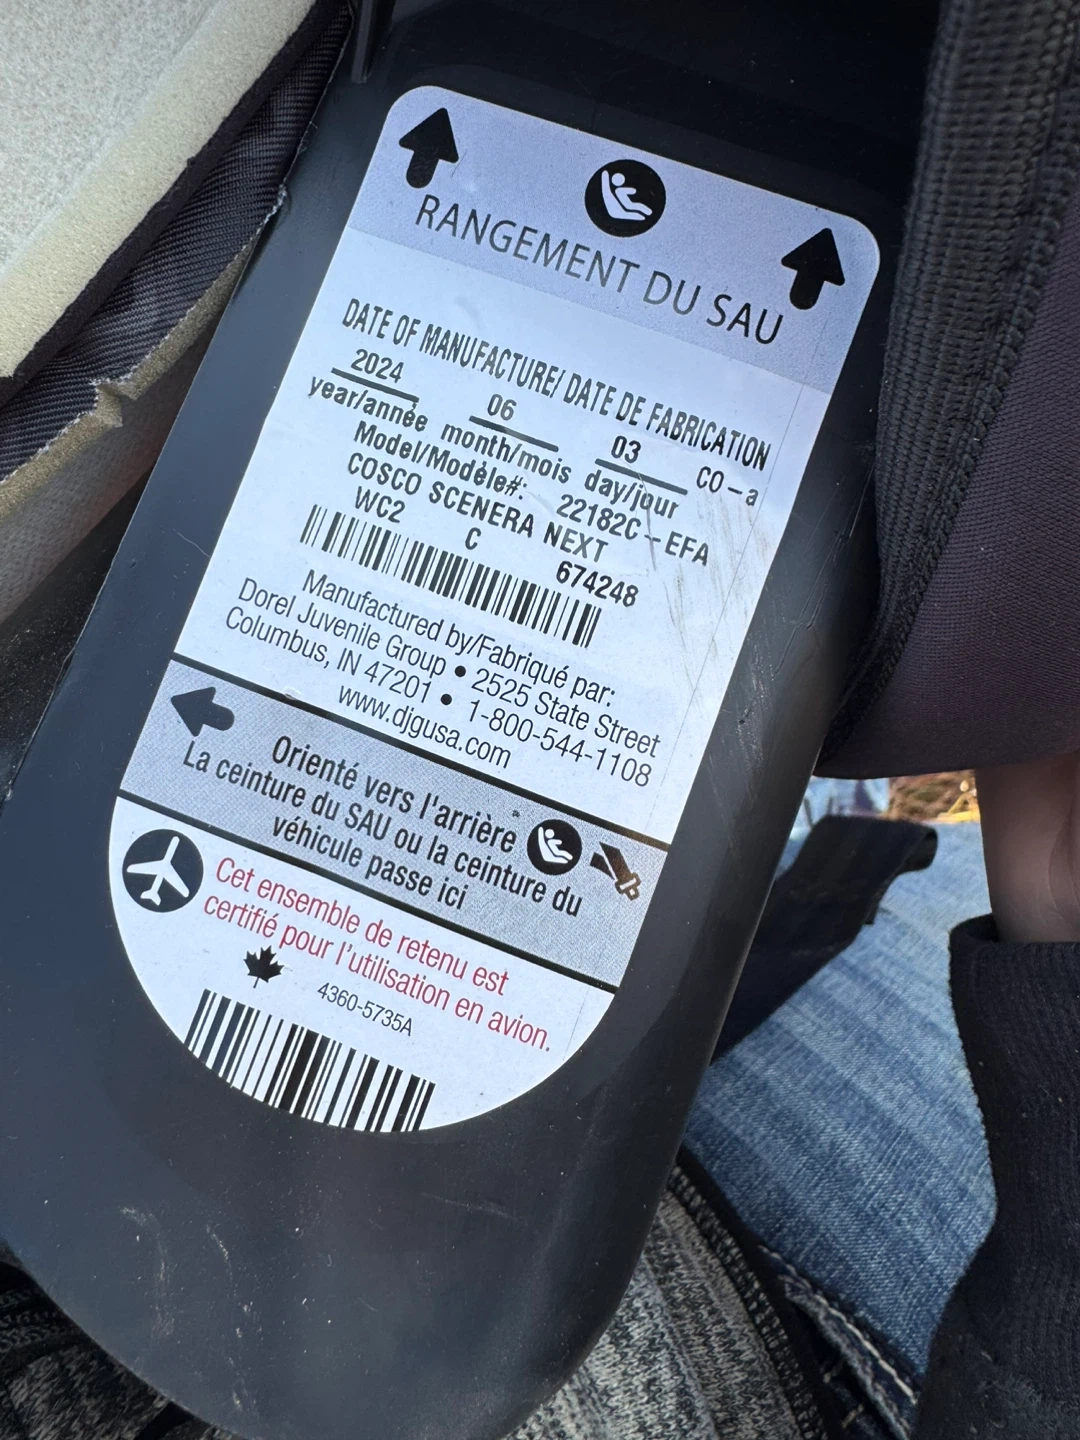 RANGEMENT DU SAU
DATE OF MANUFACTURE/ DATE DE FABRICATION
2024 06 03 CO-a
year/année month/mois day/jour
Model/Modèle#: 22182C-EFA
COSCO SCENERA NEXT
WC2 C 674248
Manufactured by/Fabriqué par:
Dorel Juvenile Group • 2525 State Street
Columbus, IN 47201 • 1-800-544-1108
www.djgusa.com
Orienté vers l'arrière
La ceinture du SAU ou la ceinture du
véhicule passe ici
Cet ensemble de retenu est
certifié pour l'utilisation en avion.
4360-5735A